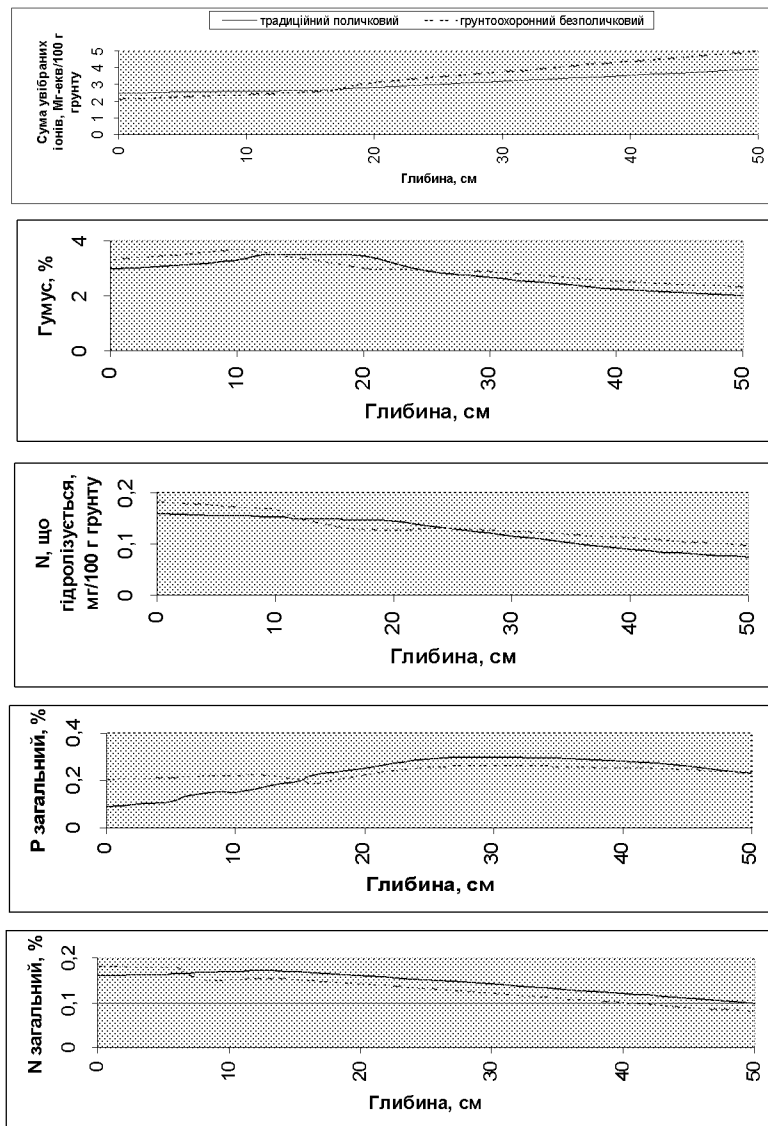 традиційний поличковий грунтоохоронний безполичковий
Сума увібраних
іонів, Мг-екв/100 г
грунту
0 1 2 3 4 5
0 10 20 30 40 50
Глибина, см
Гумус, %
0 2 4
0 10 20 30 40 50
Глибина, см
N, що
гідролізується,
мг/100 г грунту
0 0,1 0,2
0 10 20 30 40 50
Глибина, см
Р загальний, %
0 0,2 0,4
0 10 20 30 40 50
Глибина, см
N загальний, %
0 0,1 0,2
0 10 20 30 40 50
Глибина, см